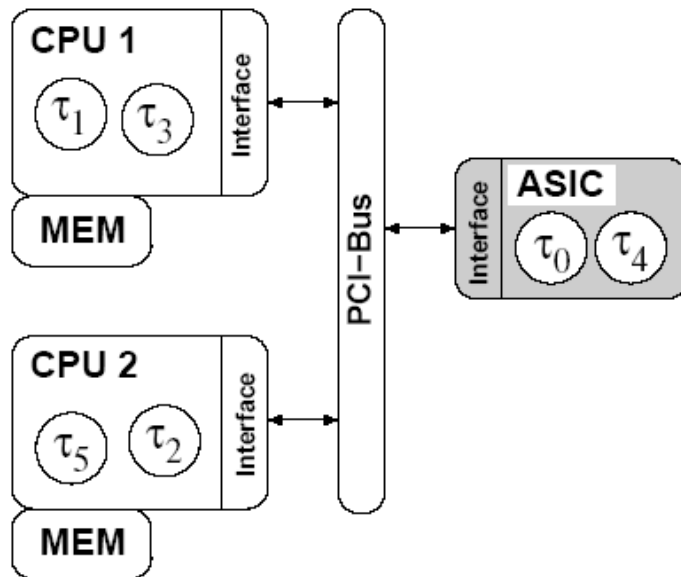 CPU 1
τ1 τ3
Interface
MEM
PCI-Bus
Interface
ASIC
τ0 τ4
CPU 2
τ5 τ2
Interface
MEM